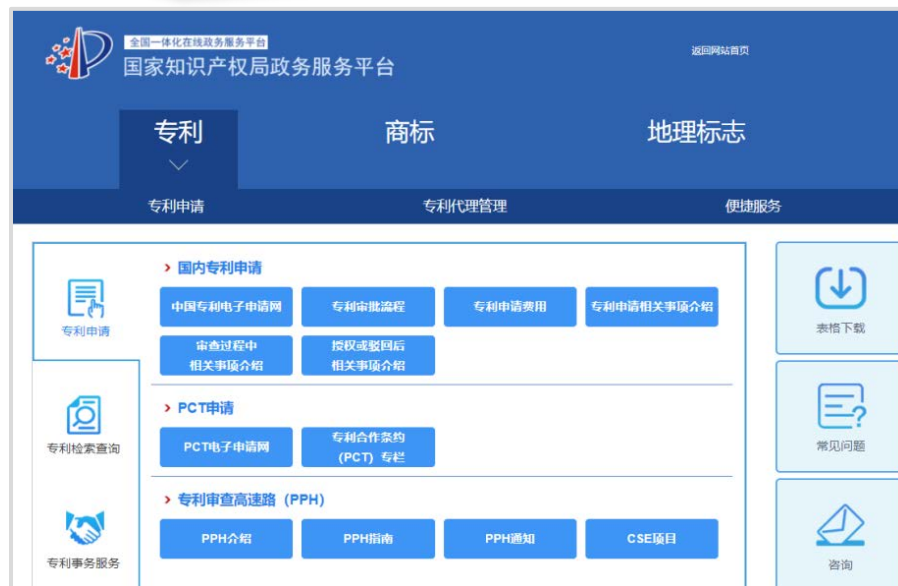 全国一体化在线政务服务平台
国家知识产权局政务服务平台
返回网站首页
专利
商标
地理标志
专利申请
专利代理管理
便捷服务
专利申请
专利检索查询
专利事务服务
国内专利申请
中国专利电子申请网
专利审批流程
专利申请费用
专利申请相关事项介绍
审查过程中
相关事项介绍
授权或驳回后
相关事项介绍
PCT申请
PCT电子申请网
专利合作条约
(PCT) 专栏
专利审查高速路 (PPH)
PPH介绍
PPH指南
PPH通知
CSE项目
表格下载
常见问题
咨询